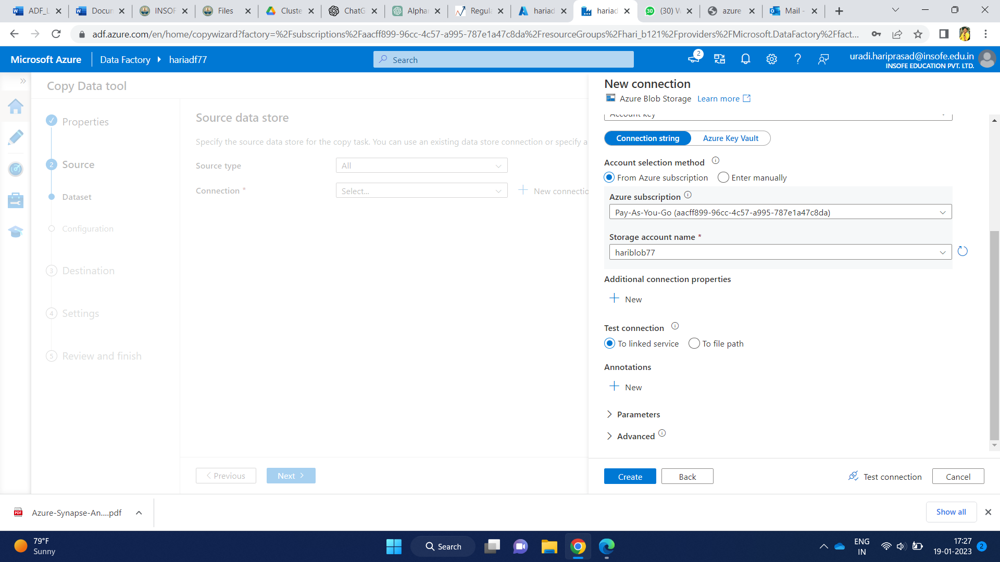 ADF_L
Docun
INSOF
Files
Cluste
ChatG
Alphar
Regula
hariad
hariad
(30) W
azure
Mail -
adf.azure.com/en/home/copywizard?factory=%2Fsubscriptions%2Faacff899-96cc-4c57-a995-787e1a47c8da%2FresourceGroups%2Fhari_b121%2Fproviders%2FMicrosoft.DataFactory%2Ffact...
Microsoft Azure
Data Factory
hariadf77
Search
2
uradi.hariprasad@insofe.edu.in
INSOFE EDUCATION PVT. LTD.
Copy Data tool
Properties
2 Source
Dataset
Configuration
3 Destination
4 Settings
5 Review and finish
Source data store
Specify the source data store for the copy task. You can use an existing data store connection or specify a
Source type
All
Connection *
Select...
New connectio
Previous
Next
New connection
Azure Blob Storage Learn more
Account key
Connection string
Azure Key Vault
Account selection method
From Azure subscription
Enter manually
Azure subscription
Pay-As-You-Go (aacff899-96cc-4c57-a995-787e1a47c8da)
Storage account name *
hariblob77
Additional connection properties
New
Test connection
To linked service
To file path
Annotations
New
Parameters
Advanced
Create
Back
Test connection
Cancel
PDF
Azure-Synapse-An....pdf
Show all
79°F
Sunny
Search
ENG
IN
17:27
19-01-2023
2